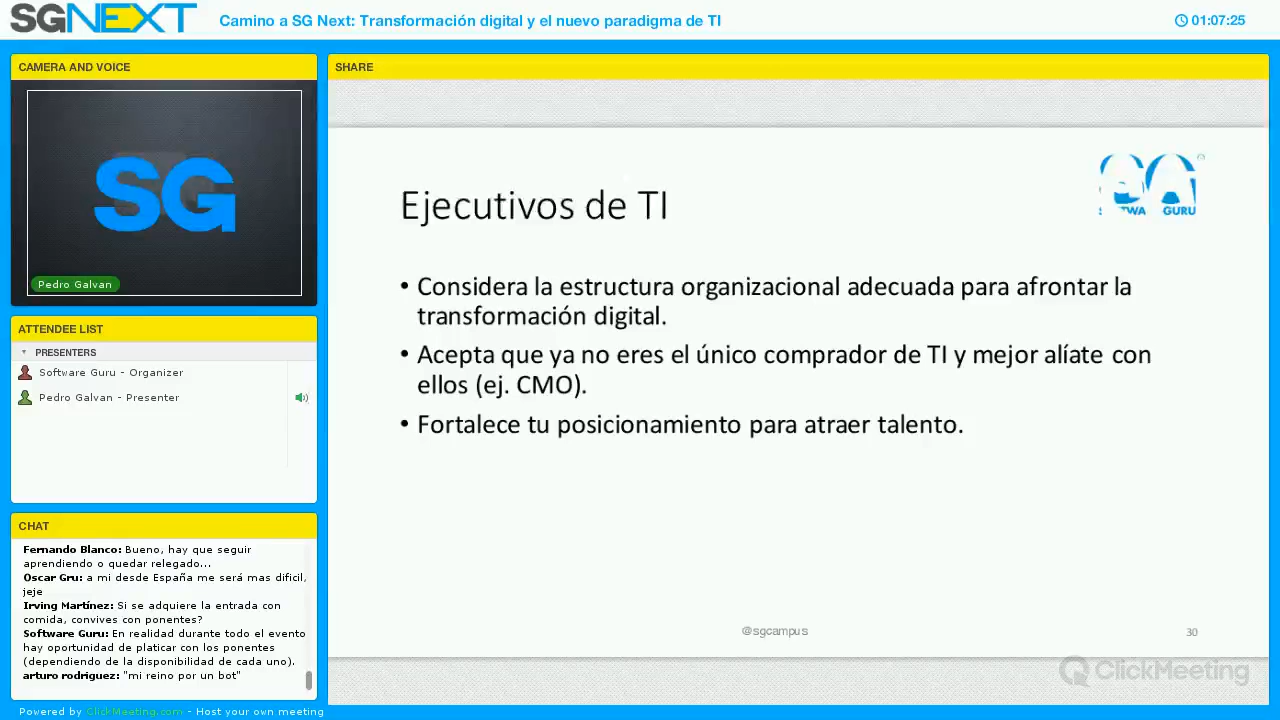 SGNEXT
Camino a SG Next: Transformación digital y el nuevo paradigma de TI
01:07:25
CAMERA AND VOICE
SG
Pedro Galvan
ATTENDEE LIST
PRESENTERS
Software Guru - Organizer
Pedro Galvan - Presenter
CHAT
Fernando Blanco: Bueno, hay que seguir
aprendiendo o quedar relegado...
Oscar Gru: a mi desde España me será mas dificil,
jeje
Irving Martínez: Si se adquiere la entrada con
comida, convives con ponentes?
Software Guru: En realidad durante todo el evento
hay oportunidad de platicar con los ponentes
(dependiendo de la disponibilidad de cada uno).
arturo rodriguez: "mi reino por un bot"
Powered by ClickMeeting.com - Host your own meeting
SHARE
Ejecutivos de TI
GURU
• Considera la estructura organizacional adecuada para afrontar la
transformación digital.
• Acepta que ya no eres el único comprador de TI y mejor alíate con
ellos (ej. CMO).
• Fortalece tu posicionamiento para atraer talento.
@sgcampus
30
ClickMeeting